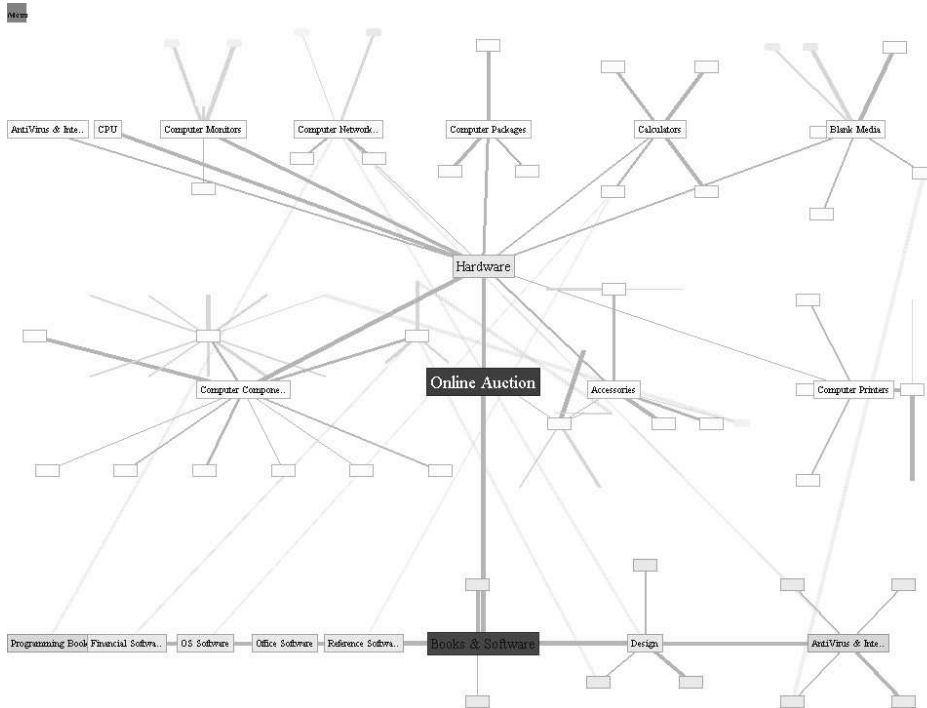 Menu
AntiVirus & Inte..
CPU
Computer Monitors
Computer Network..
Computer Packages
Calculators
Blank Media
Hardware
Online Auction
Computer Compone..
Accessories
Computer Printers
Programming Book
Financial Softwa..
OS Software
Office Software
Reference Softwa..
Books & Software
Design
AntiVirus & Inte..